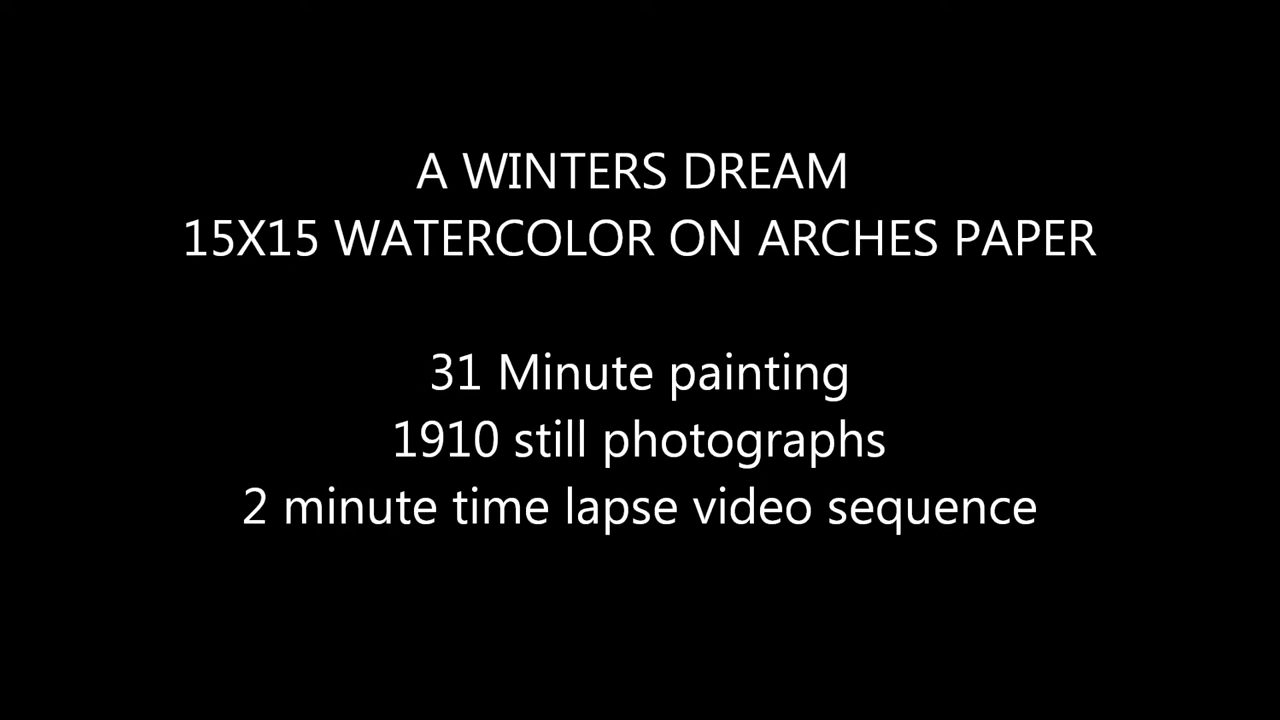 A WINTERS DREAM
15X15 WATERCOLOR ON ARCHES PAPER
31 Minute painting
1910 still photographs
2 minute time lapse video sequence